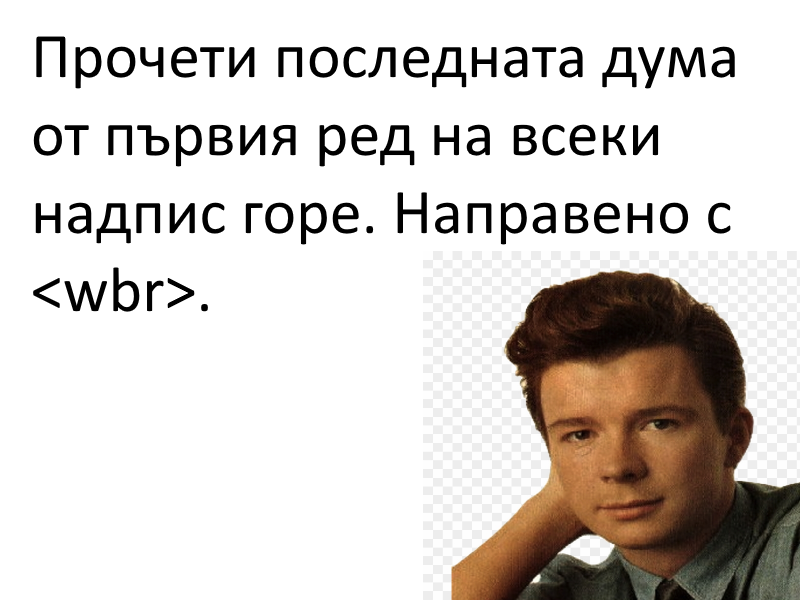 Прочети последната дума
от първия ред на всеки
надпис горе. Направено с
<wbr>.